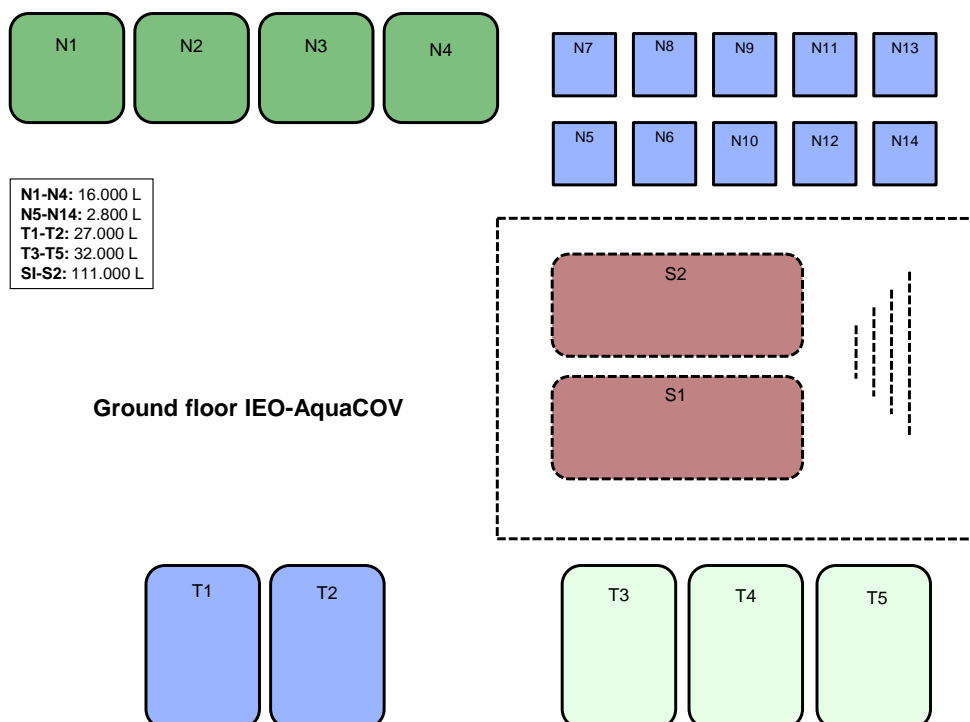 N1 N2 N3 N4
N7 N8 N9 N11 N13
N5 N6 N10 N12 N14
N1-N4: 16.000 L
N5-N14: 2.800 L
T1-T2: 27.000 L
T3-T5: 32.000 L
SI-S2: 111.000 L
S2
S1
Ground floor IEO-AquaCOV
T1 T2 T3 T4 T5